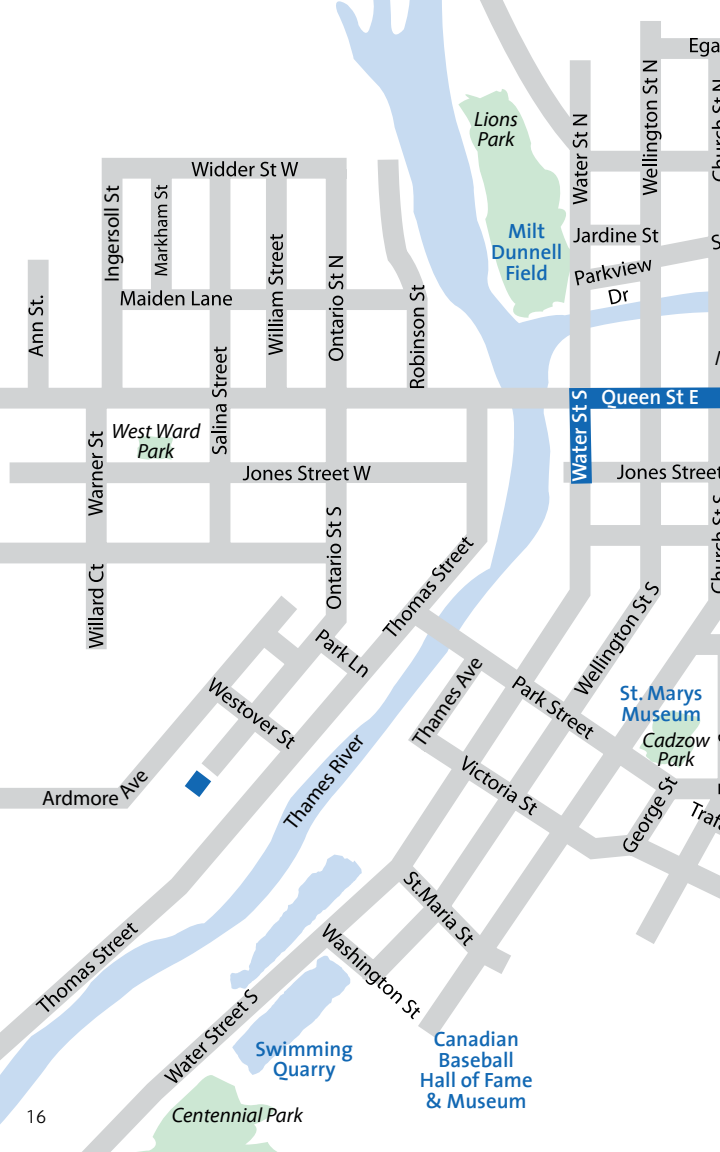 Ega
Water St N
Wellington St N
Church St N
Lions
Park
Widder St W
Ingersoll St
Markham St
Milt
Dunnell
Field
Jardine St
S
Parkview
Dr
Ann St.
Maiden Lane
William Street
Ontario St N
Robinson St
Salina Street
Queen St E
Water St S
West Ward
Park
Warner St
Jones Street W
Jones Street
Church St S
Ontario St S
Thomas Street
Willard Ct
Park Ln
Wellington St S
Thames Ave
Park Street
St. Marys
Museum
Cadzow
Park
Westover St
Thames River
Ardmore Ave
Victoria St
George St
Traf
St.Maria St
Thomas Street
Washington St
Water Street S
Swimming
Quarry
Canadian
Baseball
Hall of Fame
& Museum
16
Centennial Park